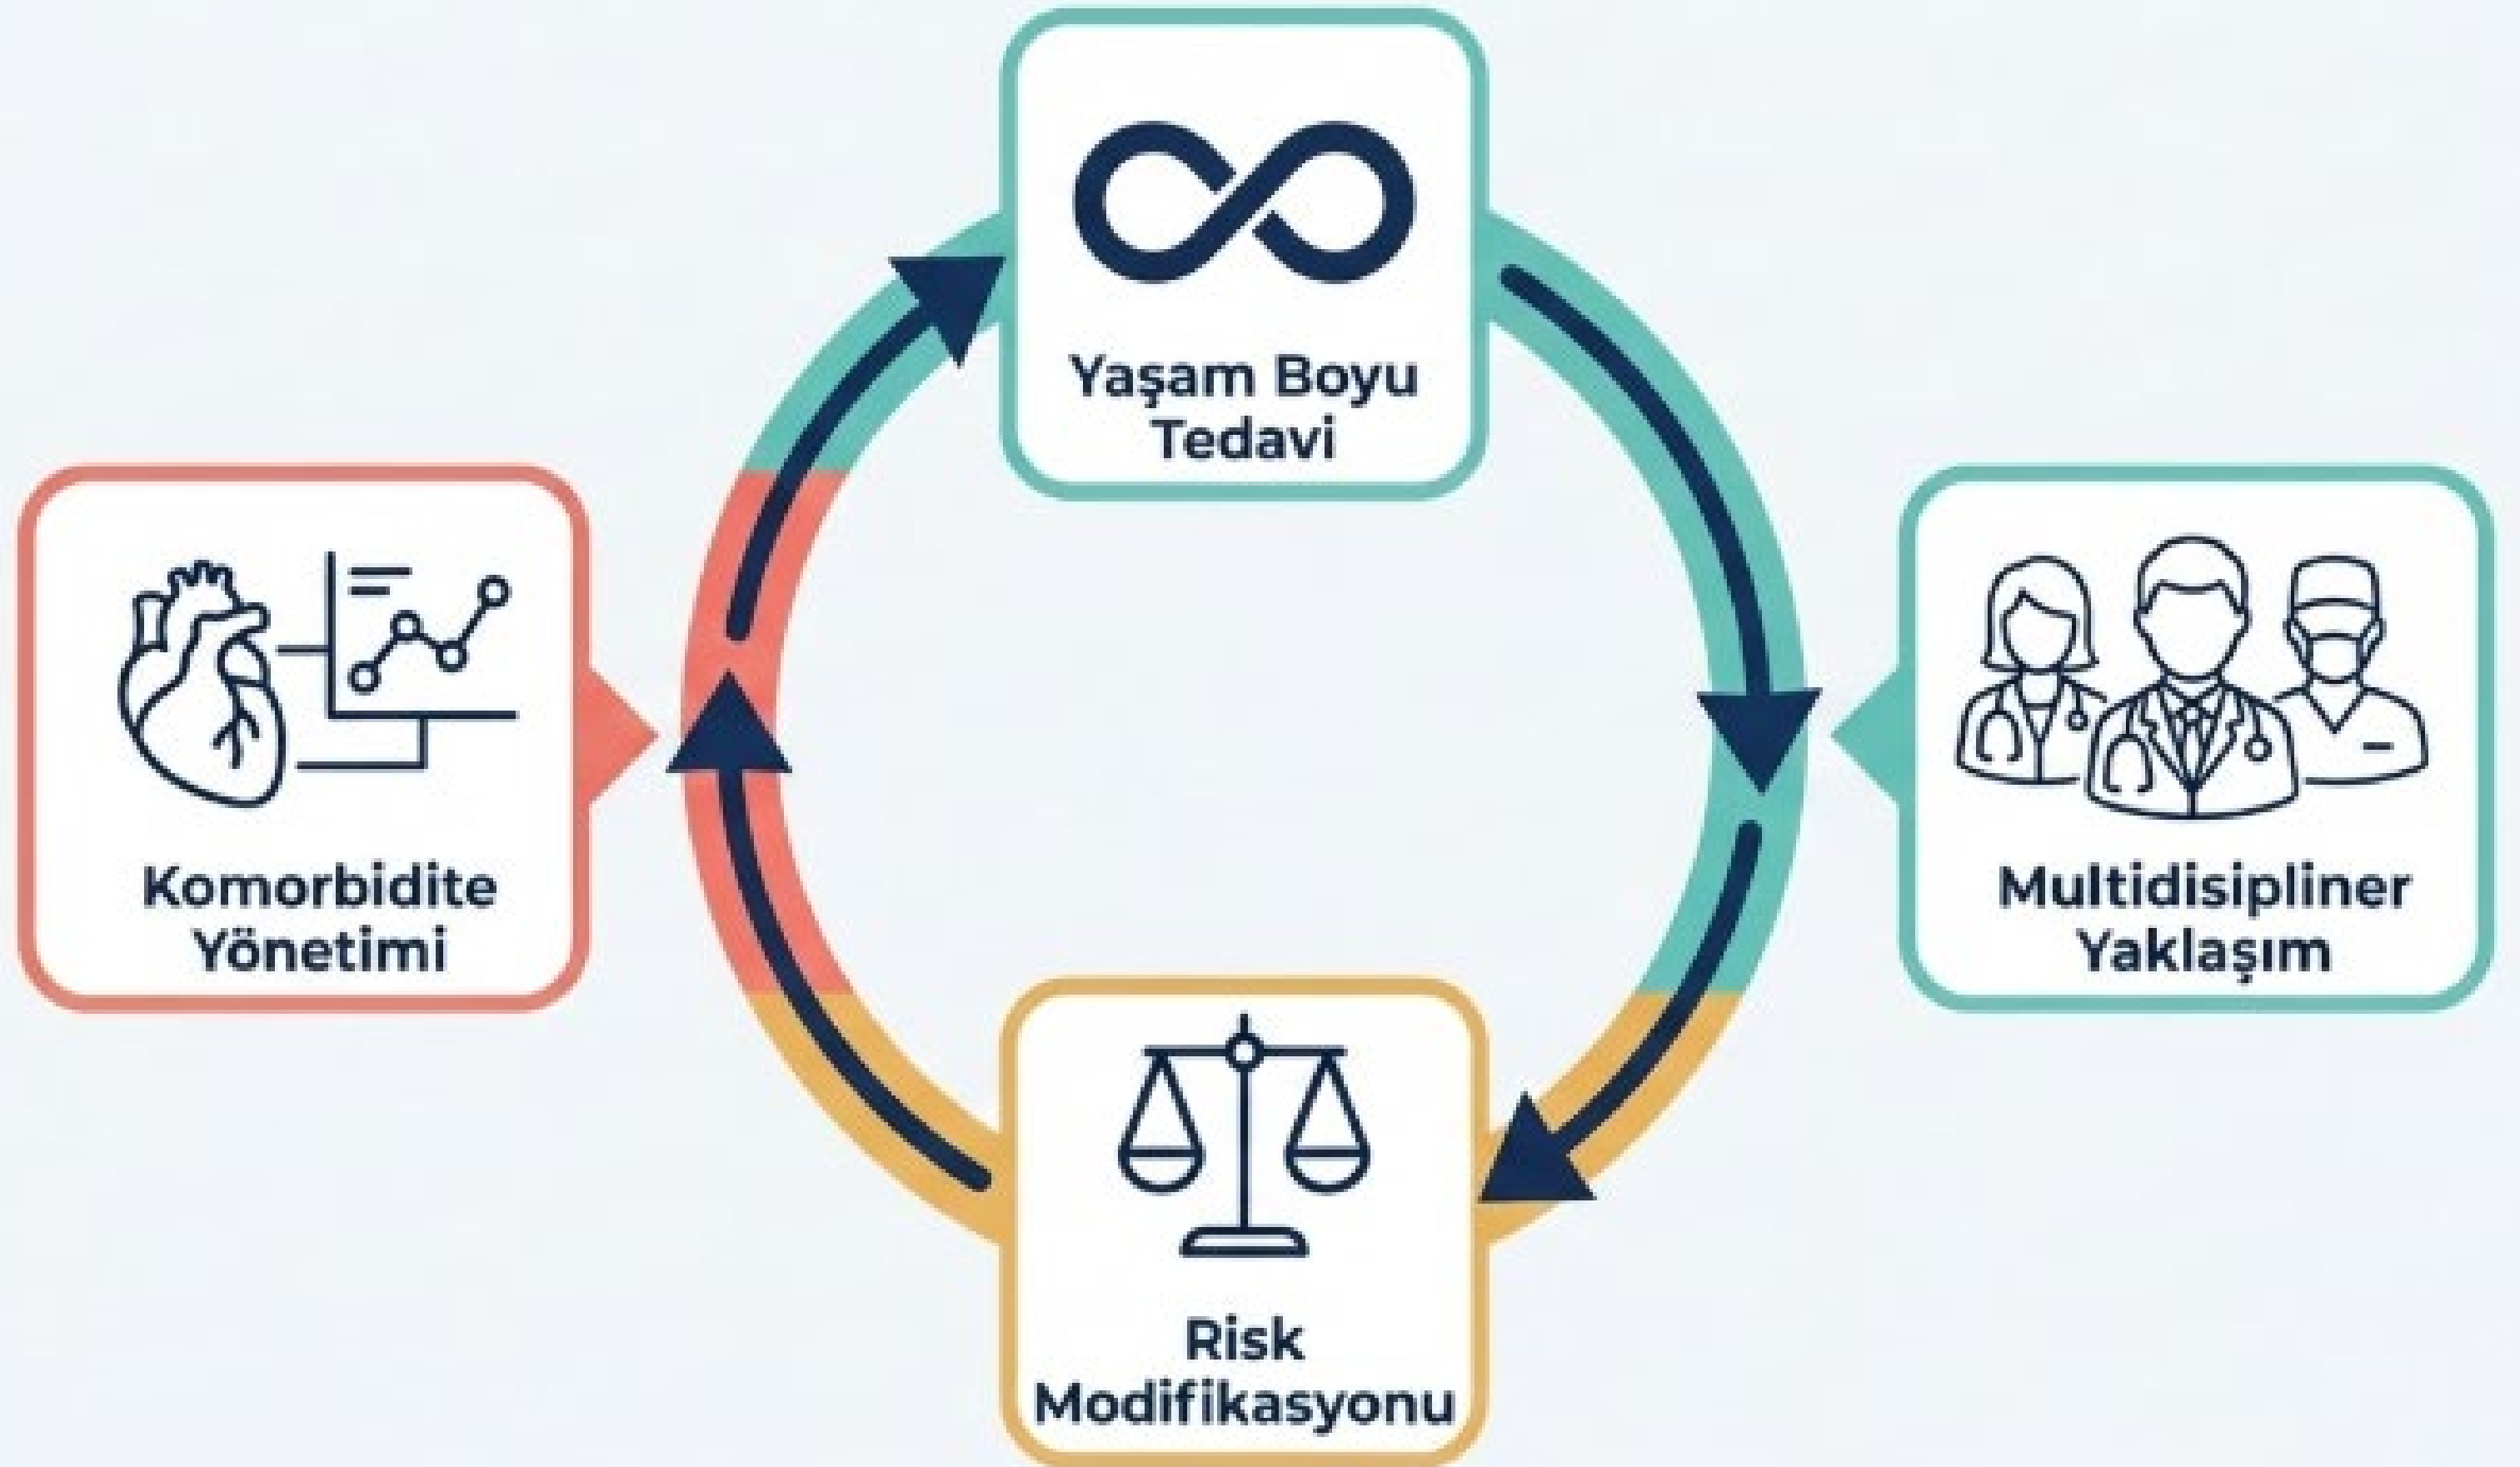 Yaşam Boyu
Tedavi
Komorbidite
Yönetimi
Multidisipliner
Yaklaşım
Risk
Modifikasyonu